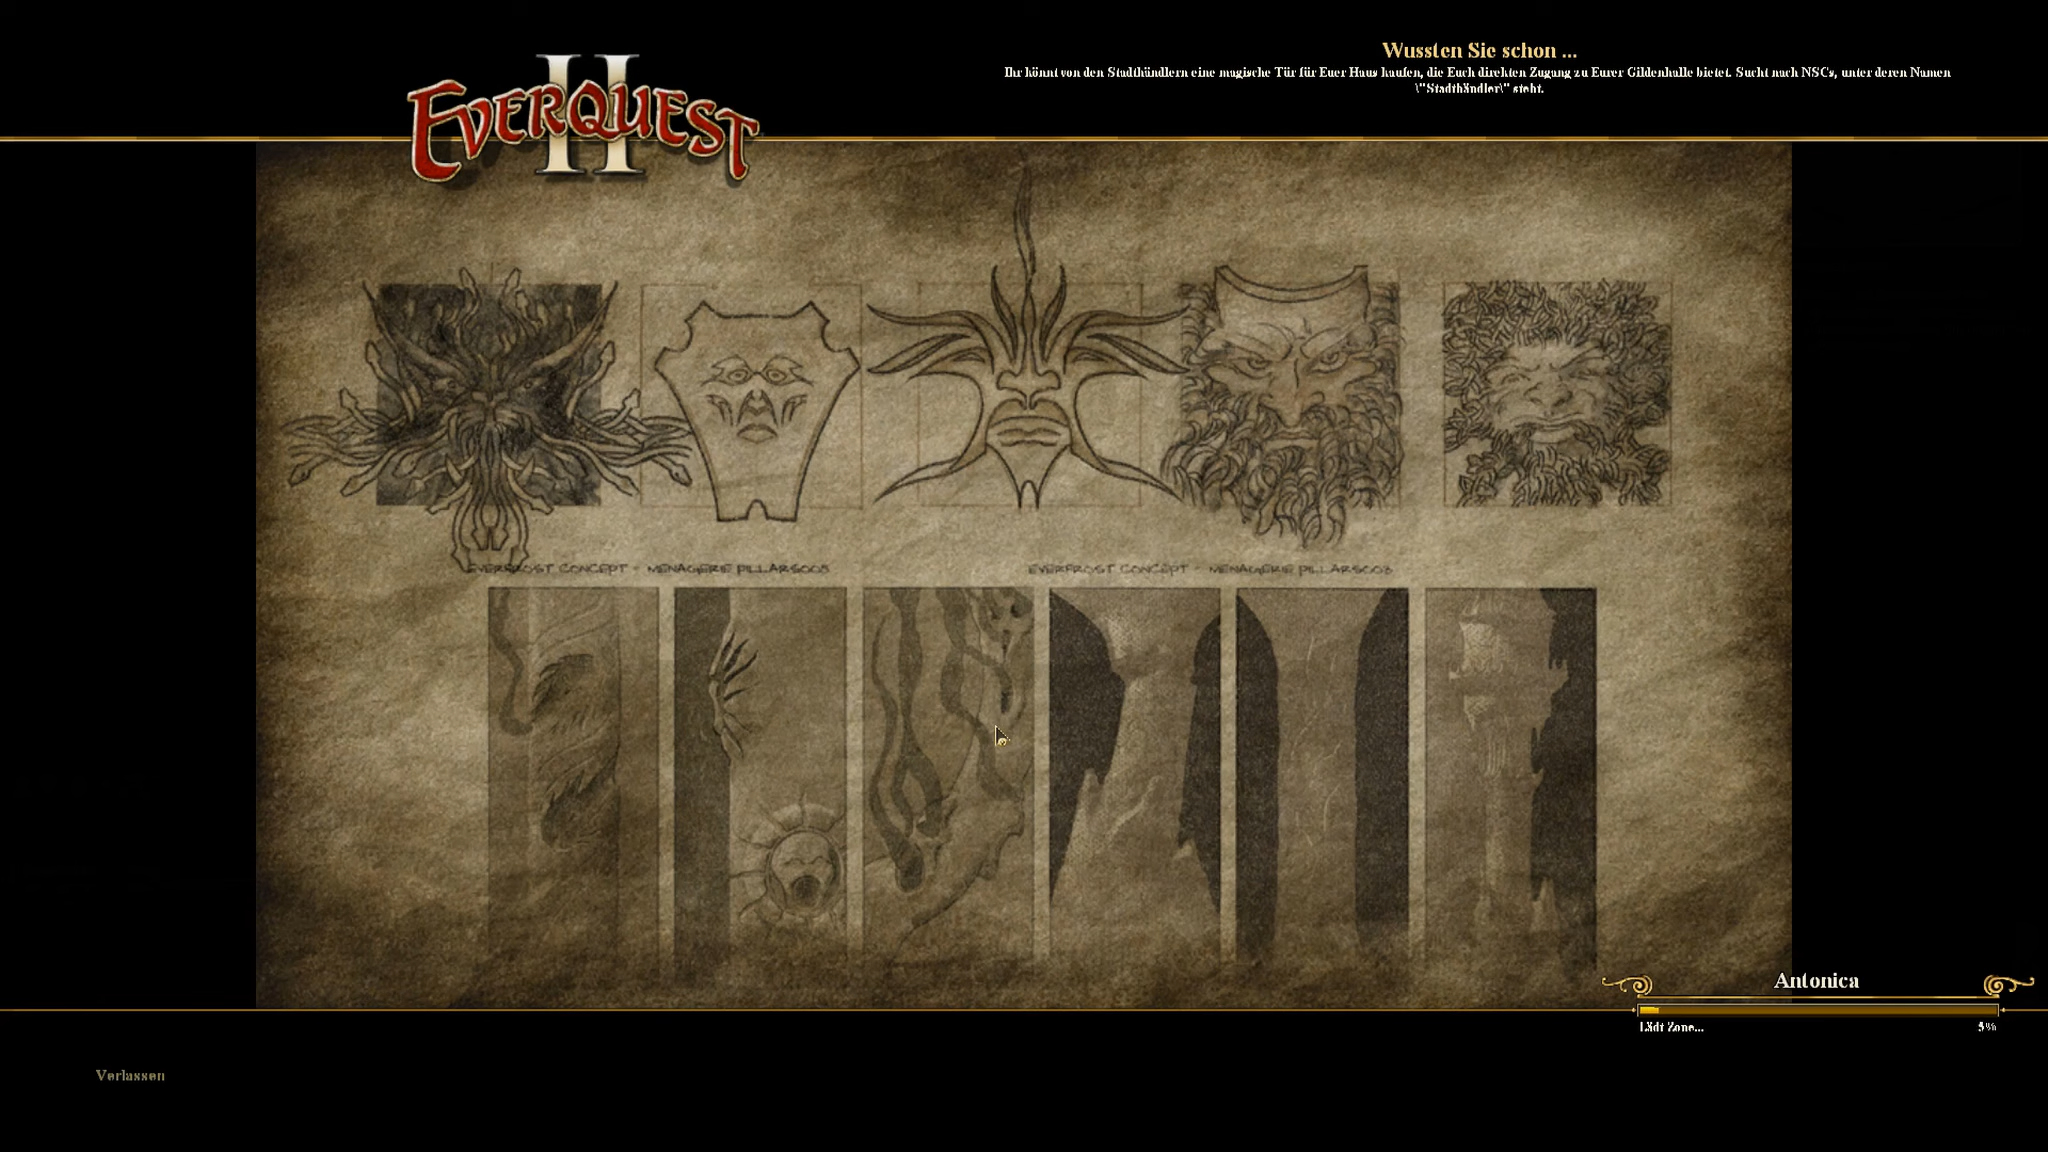 EVERQUEST II
Wussten Sie schon ...
Ihr könnt von den Stadthändlern eine magische Tür für Euer Haus kaufen, die Euch direkten Zugang zu Eurer Gildenhalle bietet. Sucht nach NSCs, unter deren Namen
\"Stadthändler\" steht.
EVERFROST CONCEPT - MENAGERIE PILLARS003 EVERFROST CONCEPT - MENAGERIE PILLARS003
Antonica
Lädt Zone... 5%
Verlassen